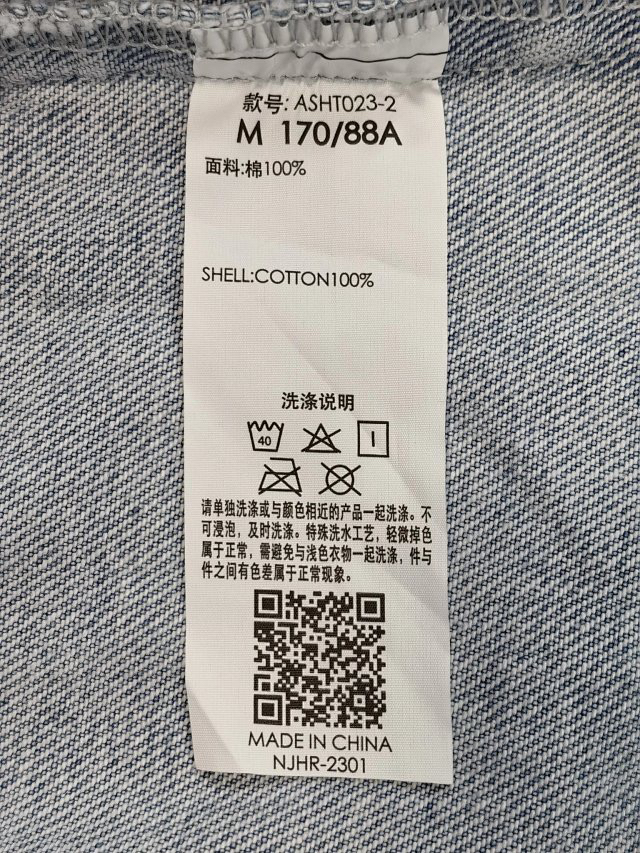 款号: ASHT023-2
M 170/88A
面料:棉100%
SHELL:COTTON100%
洗涤说明
40
请单独洗涤或与颜色相近的产品一起洗涤。不
可浸泡，及时洗涤。特殊洗水工艺，轻微掉色
属于正常，需避免与浅色衣物一起洗涤，件与
件之间有色差属于正常现象。
MADE IN CHINA
NJHR-2301